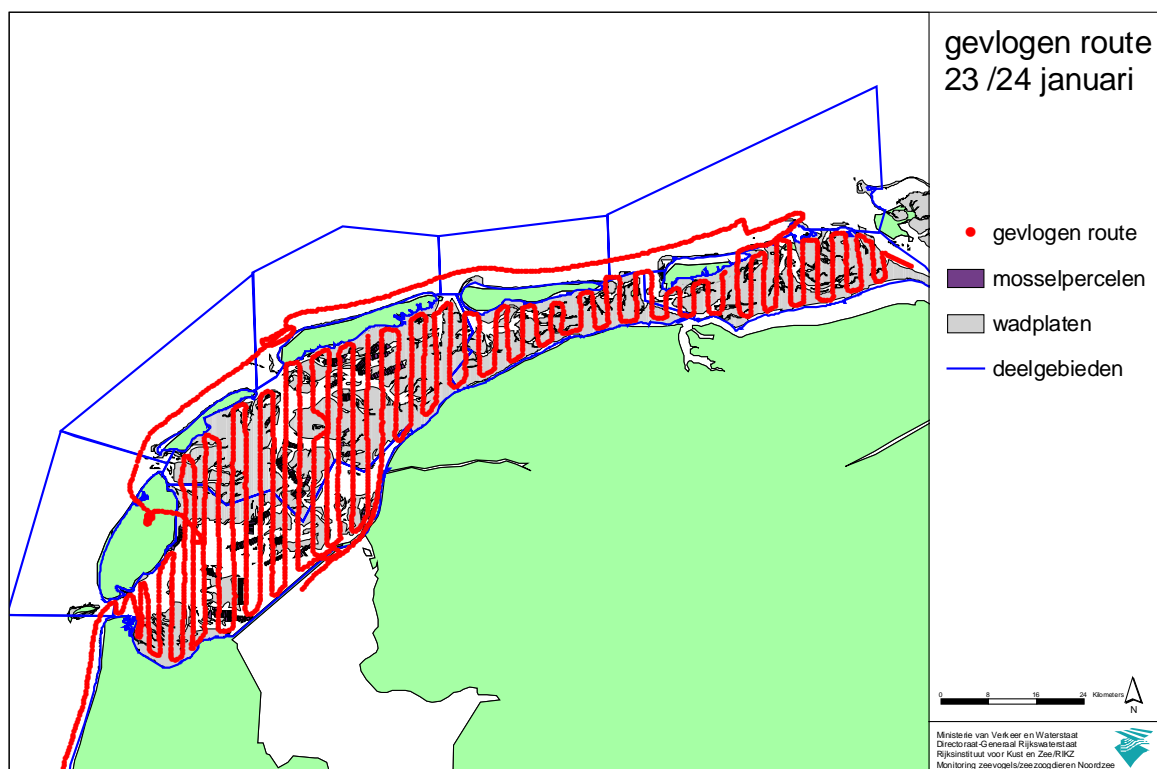 gevlogen route
23 /24 januari
gevlogen route
mosselpercelen
wadplaten
deelgebieden
0 8 16 24 Kilometers
N
Ministerie van Verkeer en Waterstaat
Directoraat-Generaal Rijkswaterstaat
Rijksinstituut voor Kust en Zee/RIKZ
Monitoring zeevogels/zeezoogdieren Noordzee